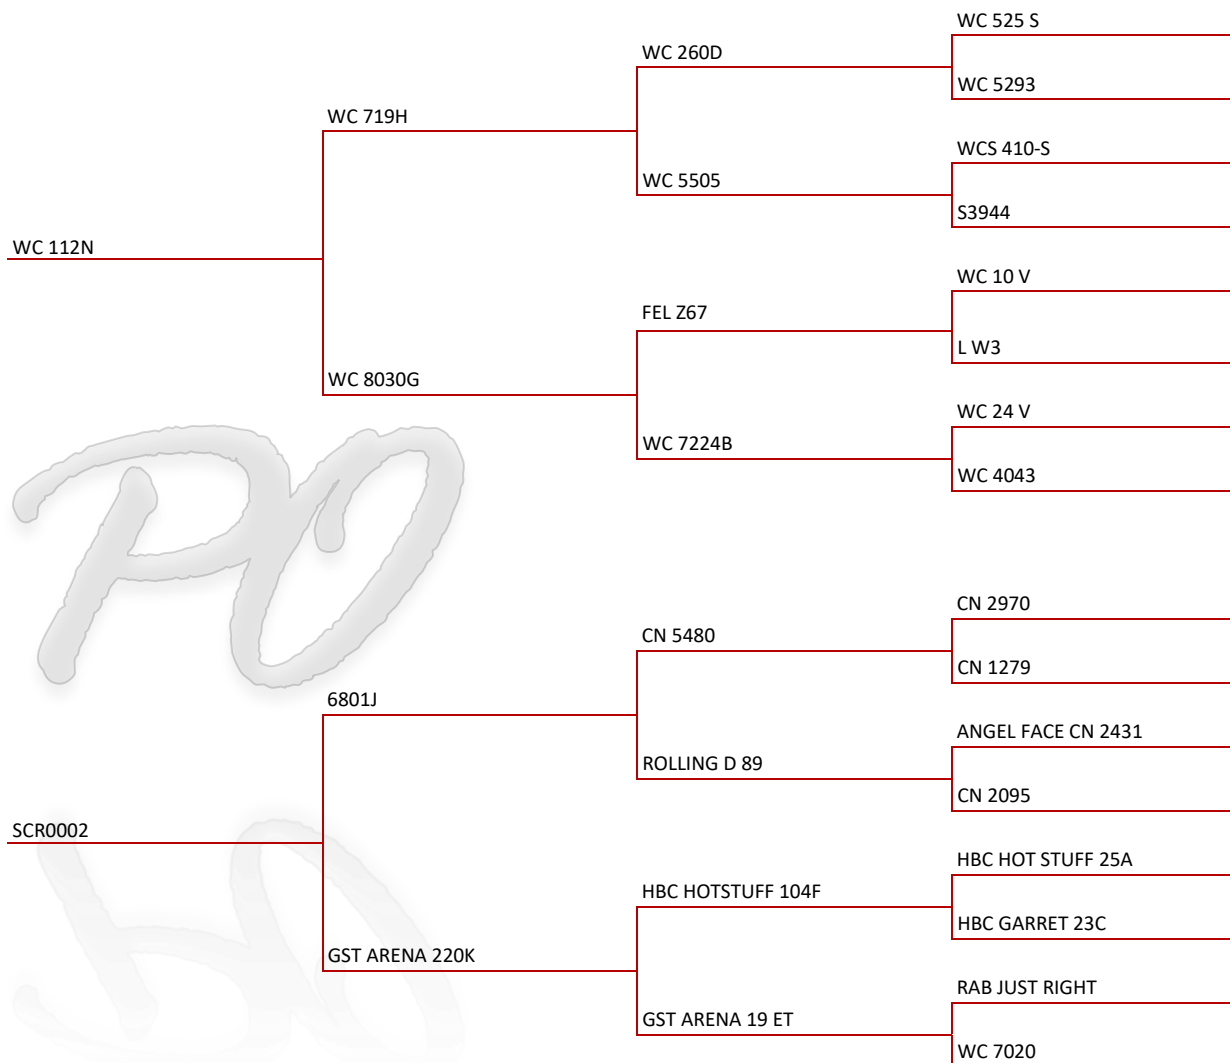 WC 525 S
WC 260D
WC 5293
WC 719H
WCS 410-S
WC 5505
S3944
WC 112N
WC 10 V
FEL Z67
L W3
WC 8030G
WC 24 V
WC 7224B
WC 4043
PO
CN 2970
CN 5480
CN 1279
6801J
ANGEL FACE CN 2431
ROLLING D 89
CN 2095
SCR0002
HBC HOT STUFF 25A
HBC HOTSTUFF 104F
HBC GARRET 23C
GST ARENA 220K
RAB JUST RIGHT
GST ARENA 19 ET
WC 7020